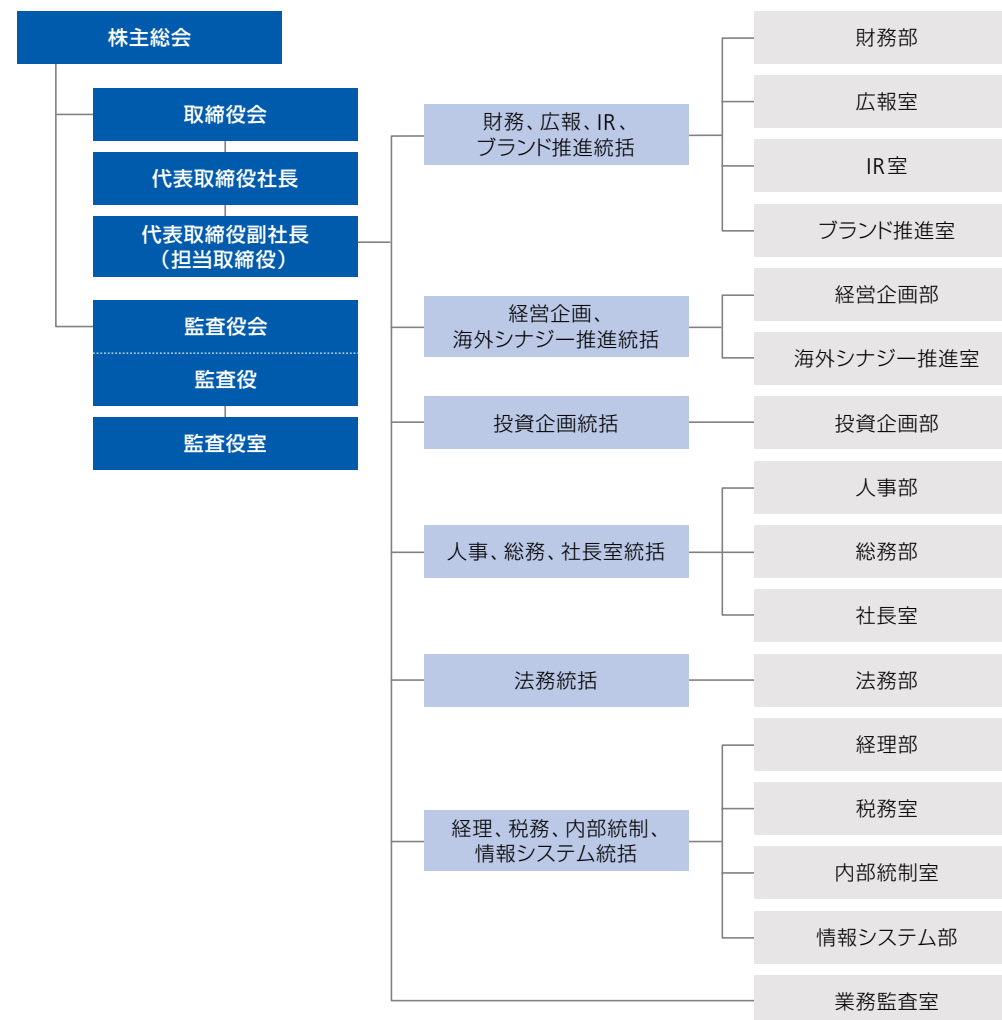 株主総会
取締役会
代表取締役社長
代表取締役副社長
（担当取締役）
監査役会
監査役
監査役室
財務、広報、IR、
ブランド推進統括
財務部
広報室
IR室
ブランド推進室
経営企画、
海外シナジー推進統括
経営企画部
海外シナジー推進室
投資企画統括
投資企画部
人事、総務、社長室統括
人事部
総務部
社長室
法務統括
法務部
経理、税務、内部統制、
情報システム統括
経理部
税務室
内部統制室
情報システム部
業務監査室